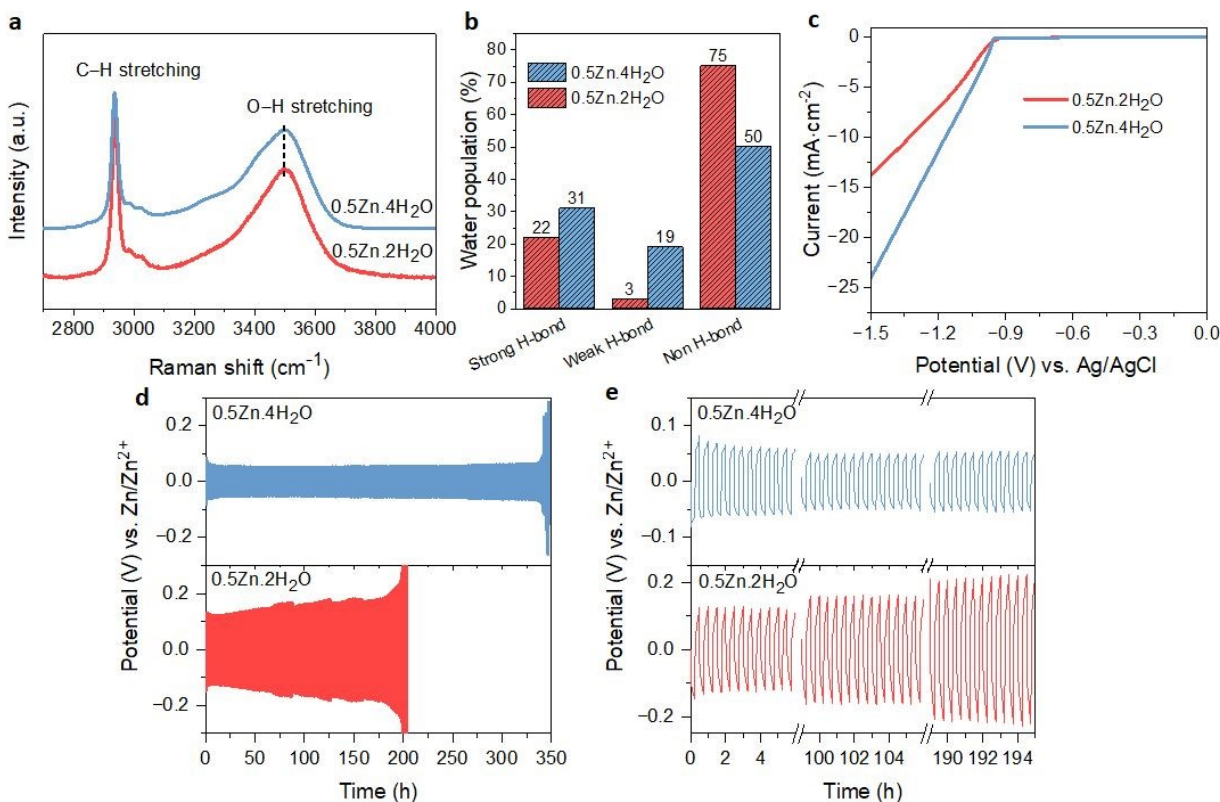 a
C–H stretching
O–H stretching
0.5Zn.4H₂O
0.5Zn.2H₂O
Intensity (a.u.)
2800 3000 3200 3400 3600 3800 4000
Raman shift (cm⁻¹)
b
0.5Zn.4H₂O
0.5Zn.2H₂O
Water population (%)
80
70
60
50
40
30
20
10
0
22
31
3
19
75
50
Strong H-bond
Weak H-bond
Non H-bond
c
0.5Zn.2H₂O
0.5Zn.4H₂O
Current (mA·cm⁻²)
0
−5
−10
−15
−20
−25
−1.5 −1.2 −0.9 −0.6 −0.3 0.0
Potential (V) vs. Ag/AgCl
d
0.5Zn.4H₂O
0.2
0.0
−0.2
0.5Zn.2H₂O
0.2
0.0
−0.2
Potential (V) vs. Zn/Zn²⁺
0 50 100 150 200 250 300 350
Time (h)
e
0.5Zn.4H₂O
0.1
0.0
−0.1
0.5Zn.2H₂O
0.2
0.0
−0.2
Potential (V) vs. Zn/Zn²⁺
0 2 4 100 102 104 190 192 194
Time (h)